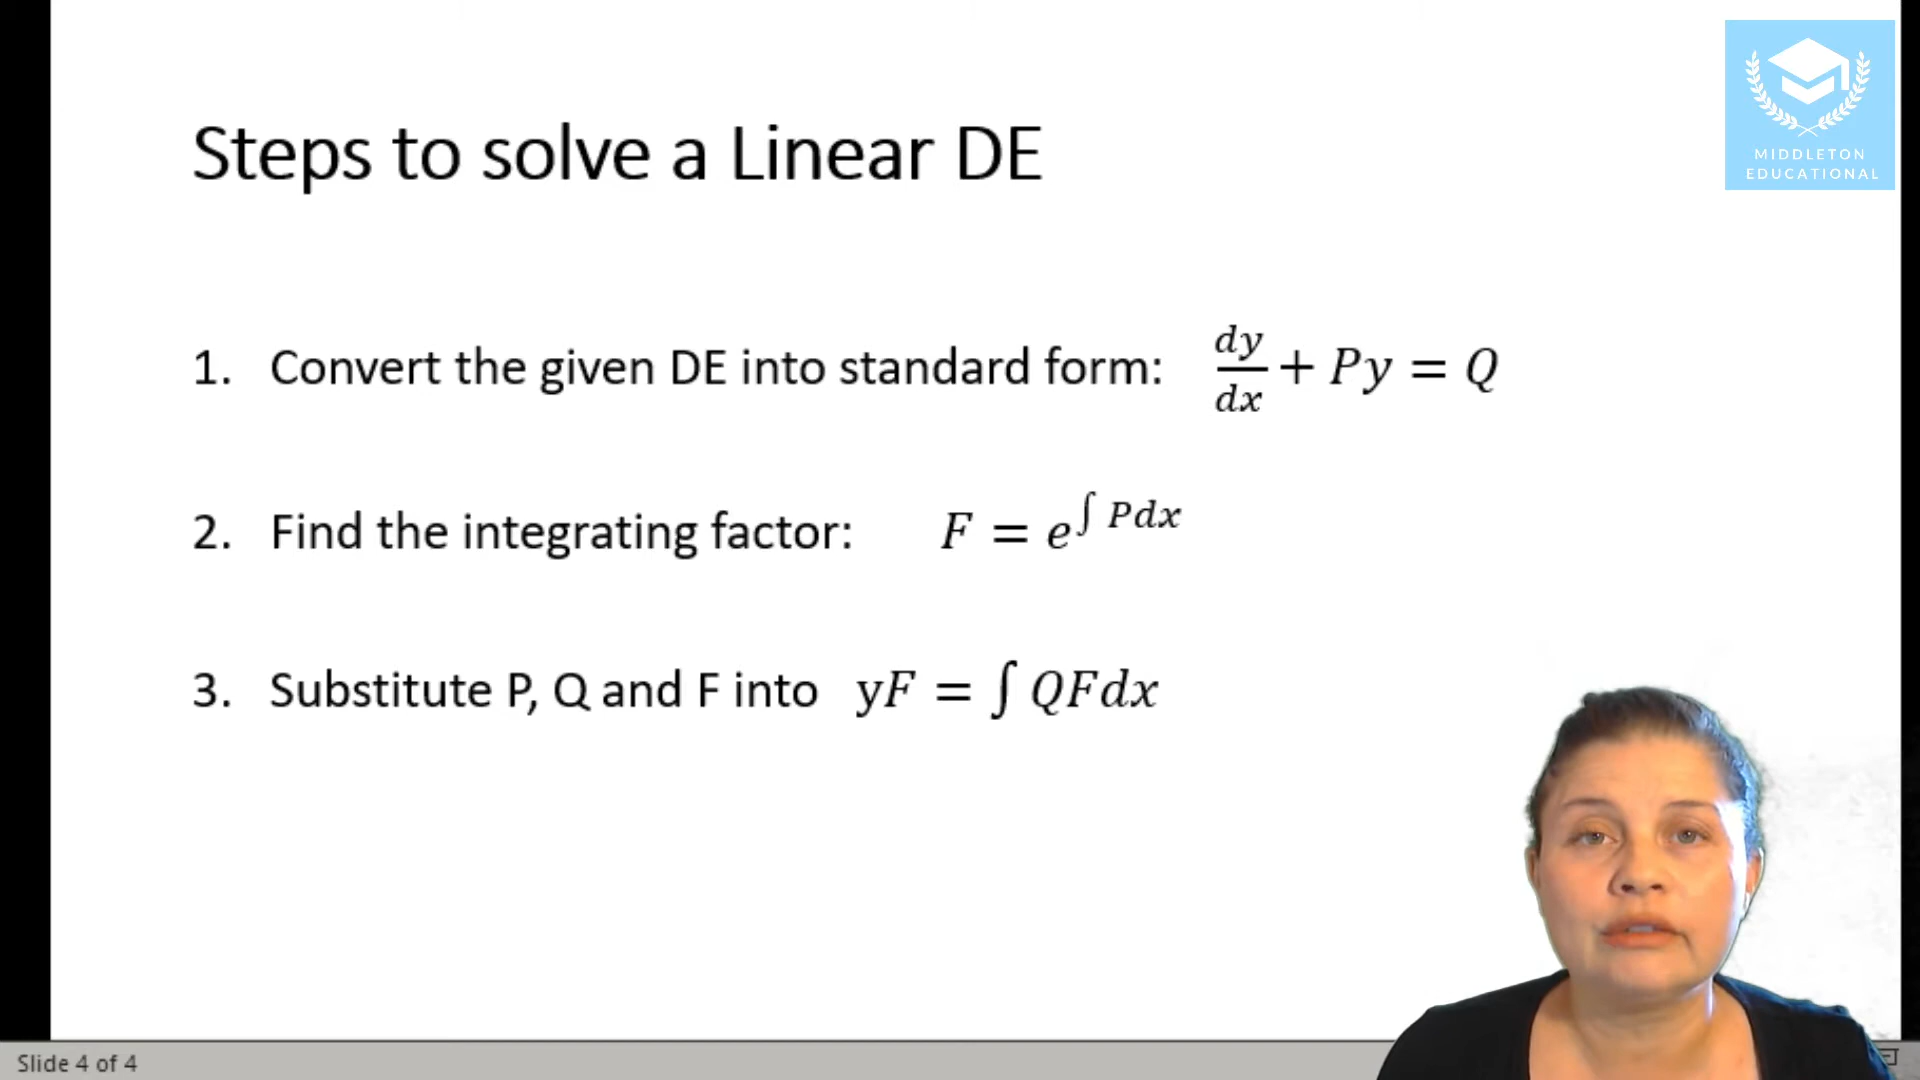 MIDDLETON
EDUCATIONAL
Steps to solve a Linear DE
1. Convert the given DE into standard form: dy/dx + Py = Q
2. Find the integrating factor: F = e^∫ Pdx
3. Substitute P, Q and F into yF = ∫ QFdx
Slide 4 of 4